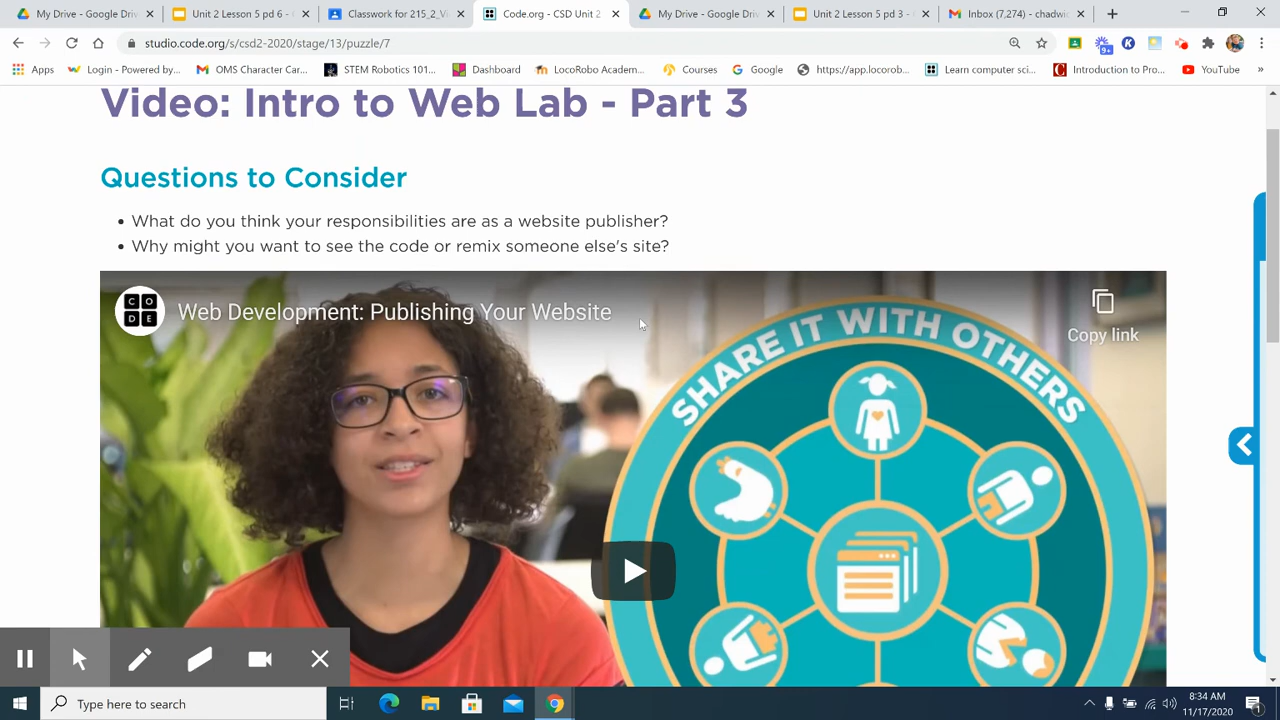 My Drive - Google Dri
Unit 2 Lesson 5 pd 6 -
Classwork for 215_2_Vi
Code.org - CSD Unit 2
My Drive - Google Driv
Unit 2 Lesson 5 pd 3 -
Inbox (7,274) - chadwic
studio.code.org/s/csd2-2020/stage/13/puzzle/7
9+
Apps
Login - Powered by...
OMS Character Car...
STEM Robotics 101...
Dashboard
LocoRobo Academ...
Courses
Google
https://app.locorob...
Learn computer sci...
Introduction to Pro...
YouTube
Video: Intro to Web Lab - Part 3
Questions to Consider
• What do you think your responsibilities are as a website publisher?
• Why might you want to see the code or remix someone else's site?
CODE
Web Development: Publishing Your Website
Copy link
SHARE IT WITH OTHERS
Type here to search
8:34 AM
11/17/2020
1